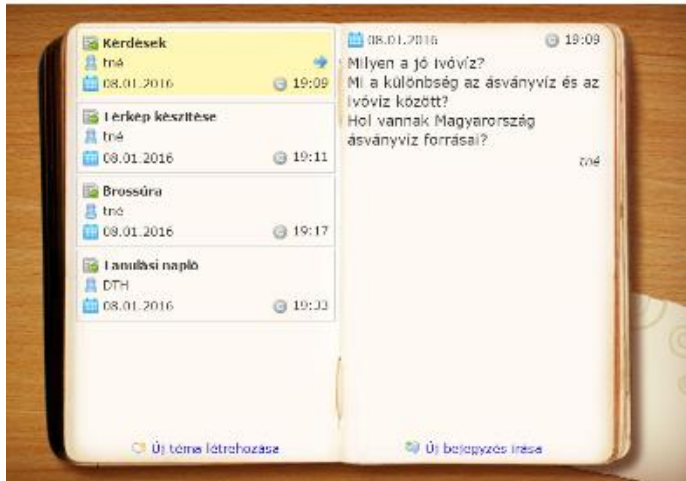 Kérdések
tné
08.01.2016 19:09
Térkép készítése
tné
08.01.2016 19:11
Brossúra
tné
08.01.2016 19:17
Tanulási napló
DTH
08.01.2016 19:33
Új téma létrehozása
08.01.2016 19:09
Milyen a jó ivóvíz?
Mi a különbség az ásványvíz és az
ivóvíz között?
Hol vannak Magyarország
ásványvíz forrásai?
tné
Új bejegyzés írása